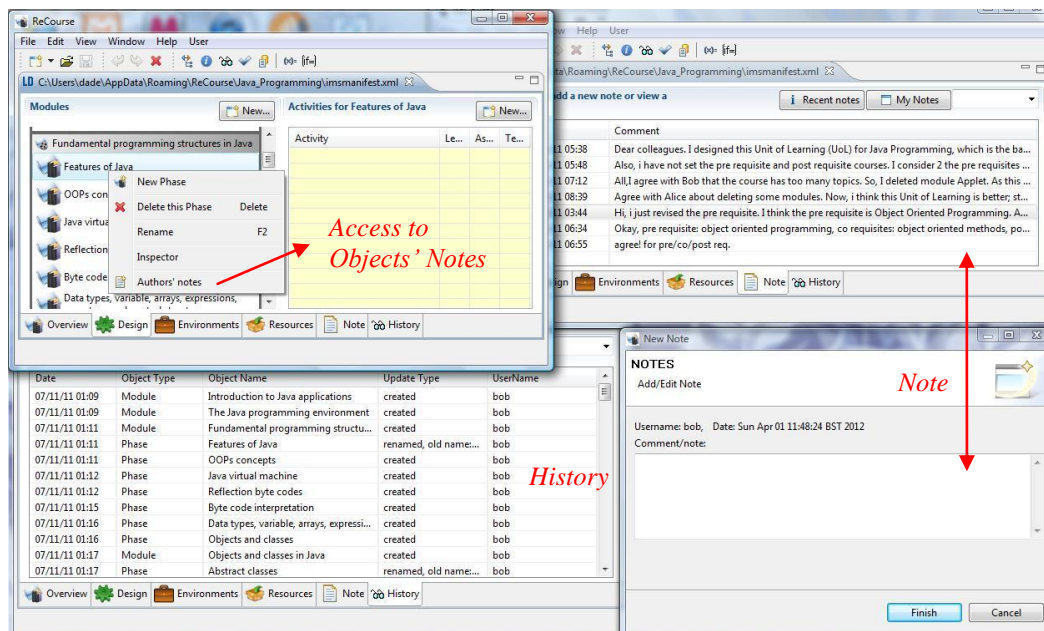 ReCourse
File Edit View Window Help User
(x)= [if=]
LD C:\Users\dade\AppData\Roaming\ReCourse\Java_Programming\imsmanifest.xml
Modules
New...
Fundamental programming structures in Java
Features of Java
OOPs con
Java virtua
Reflection
Byte code
Data types, variable, arrays, expressions,
New Phase
Delete this Phase Delete
Rename F2
Inspector
Authors' notes
Activities for Features of Java
New...
Activity Le... As... Te...
Access to
Objects' Notes
Overview Design Environments Resources Note History
Help User
(x)= [if=]
ta\Roaming\ReCourse\Java_Programming\imsmanifest.xml
add a new note or view a
i Recent notes My Notes
Comment
11 05:38 Dear colleagues. I designed this Unit of Learning (UoL) for Java Programming, which is the ba...
11 05:48 Also, i have not set the pre requisite and post requisite courses. I consider 2 the pre requisites ...
11 07:12 All,I agree with Bob that the course has too many topics. So, I deleted module Applet. As this ...
11 08:39 Agree with Alice about deleting some modules. Now, i think this Unit of Learning is better; st...
11 03:44 Hi, i just revised the pre requisite. I think the pre requisite is Object Oriented Programming. A...
11 06:34 Okay, pre requisite: object oriented programming, co requisites: object oriented methods, po...
11 06:55 agree! for pre/co/post req.
ign Environments Resources Note History
Date Object Type Object Name Update Type UserName
07/11/11 01:09 Module Introduction to Java applications created bob
07/11/11 01:09 Module The Java programming environment created bob
07/11/11 01:11 Module Fundamental programming structu... created bob
07/11/11 01:11 Phase Features of Java renamed, old name:... bob
07/11/11 01:11 Phase OOPs concepts created bob
07/11/11 01:12 Phase Java virtual machine created bob
07/11/11 01:12 Phase Reflection byte codes created bob
07/11/11 01:15 Phase Byte code interpretation created bob
07/11/11 01:16 Phase Data types, variable, arrays, expressi... created bob
07/11/11 01:16 Phase Objects and classes created bob
07/11/11 01:17 Module Objects and classes in Java created bob
07/11/11 01:17 Phase Abstract classes renamed, old name:... bob
History
Overview Design Environments Resources Note History
New Note
NOTES
Add/Edit Note
Note
Username: bob, Date: Sun Apr 01 11:48:24 BST 2012
Comment/note:
Finish Cancel